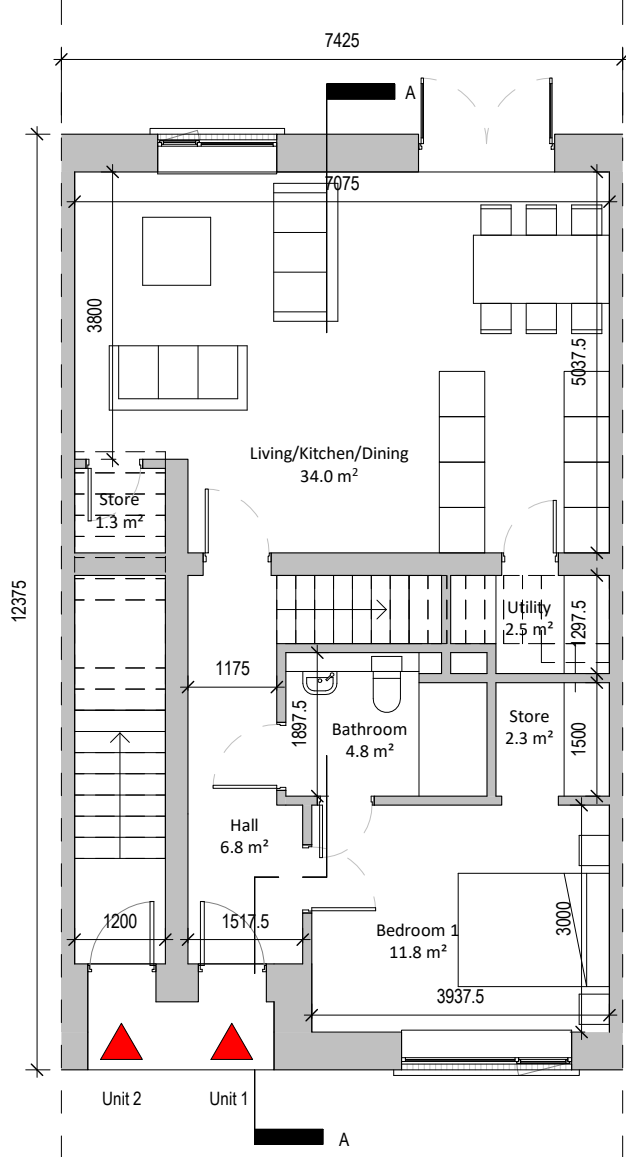 7425
A
7075
3800
5037.5
Living/Kitchen/Dining
34.0 m²
Store
1.3 m²
12375
Utility
2.5 m²
1297.5
1175
1897.5
Bathroom
4.8 m²
Store
2.3 m²
1500
Hall
6.8 m²
1200
1517.5
Bedroom 1
11.8 m²
3000
3937.5
Unit 2
Unit 1
A